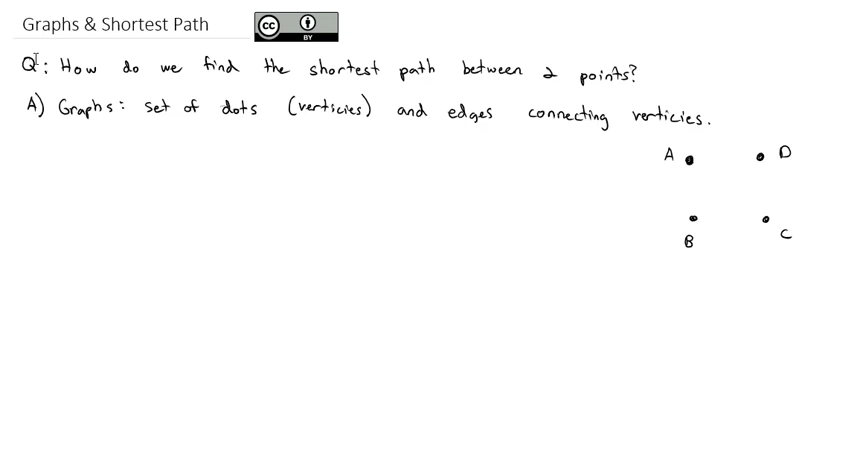 Graphs & Shortest Path
cc BY
Q: How do we find the shortest path between 2 points?
A) Graphs: set of dots (verticies) and edges connecting verticies.
A D
B C